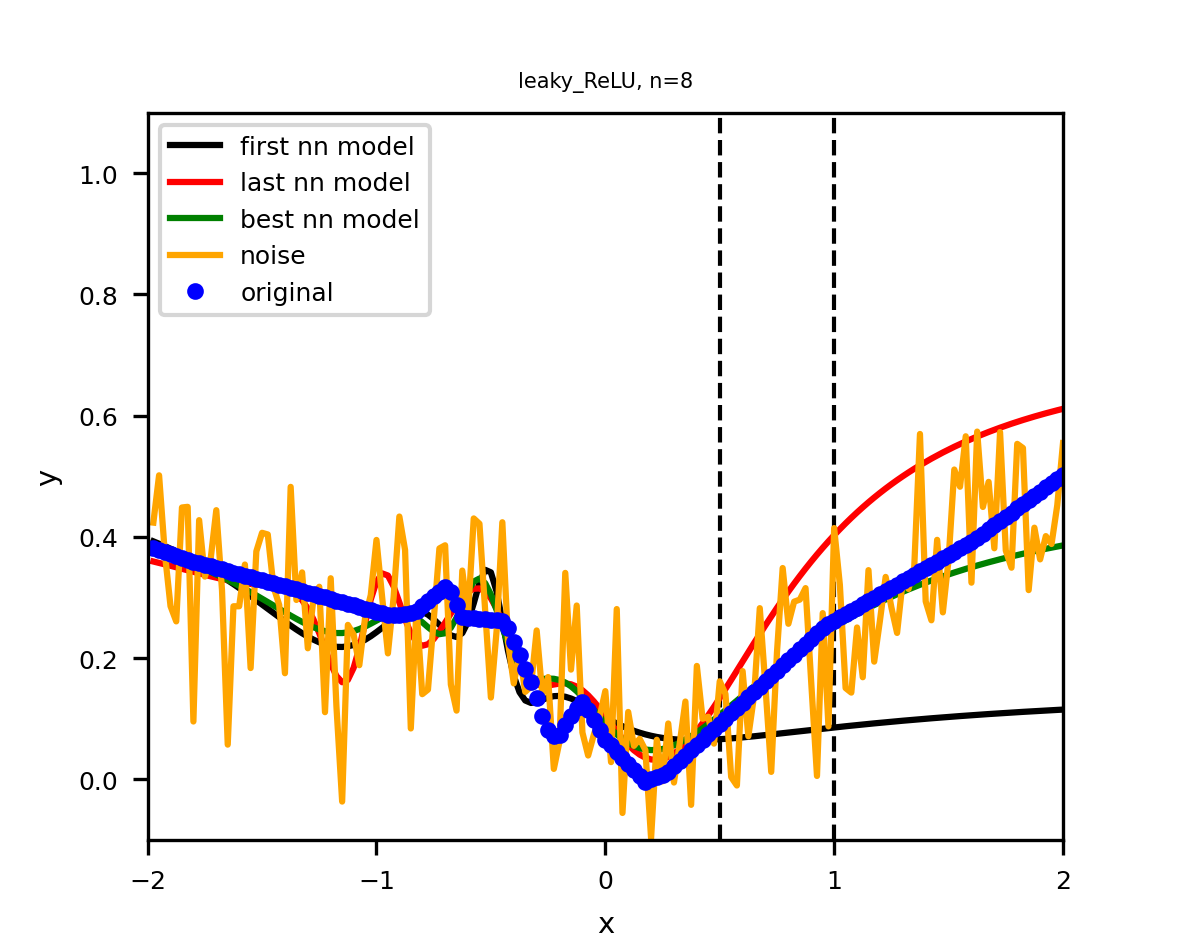 leaky_ReLU, n=8
first nn model
last nn model
best nn model
noise
original
1.0
0.8
0.6
0.4
0.2
0.0
y
−2
−1
0
1
2
x